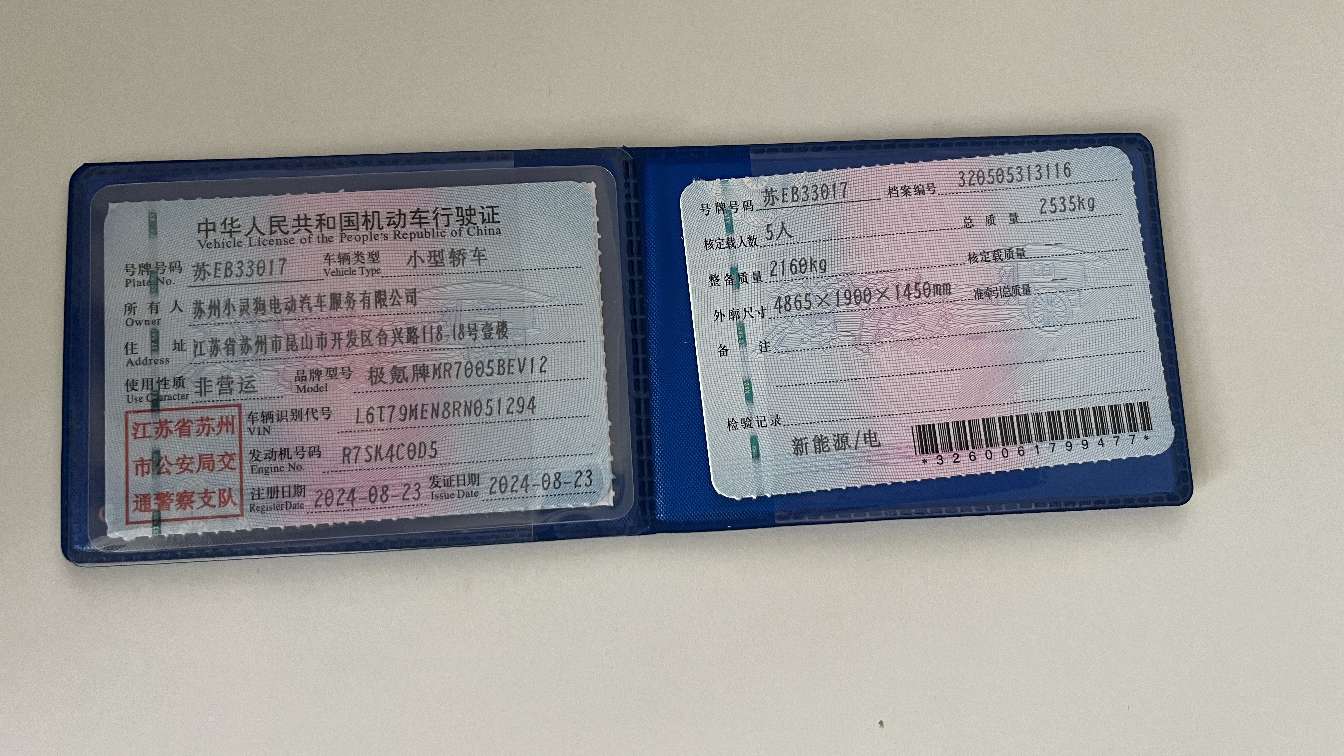 中华人民共和国机动车行驶证
Vehicle License of the People's Republic of China
号牌号码 苏EB33017 车辆类型 小型轿车
Plate No. Vehicle Type
所有人 苏州小灵狗电动汽车服务有限公司
Owner
住址 江苏省苏州市昆山市开发区合兴路118-18号壹楼
Address
使用性质 非营运 品牌型号 极氪牌MR7005BEV12
Use Character Model
江苏省苏州
市公安局交
通警察支队
车辆识别代号 L6T79MEN8RN051294
VIN
发动机号码 R7SK4C0D5
Engine No.
注册日期 2024-08-23 发证日期 2024-08-23
Register Date Issue Date
号牌号码 苏EB33017 档案编号 320505313116
核定载人数 5人 总质量 2535kg
整备质量 2160kg 核定载质量
外廓尺寸 4865×1900×1450mm 准牵引总质量
备注
检验记录
新能源/电
*3260061799477*